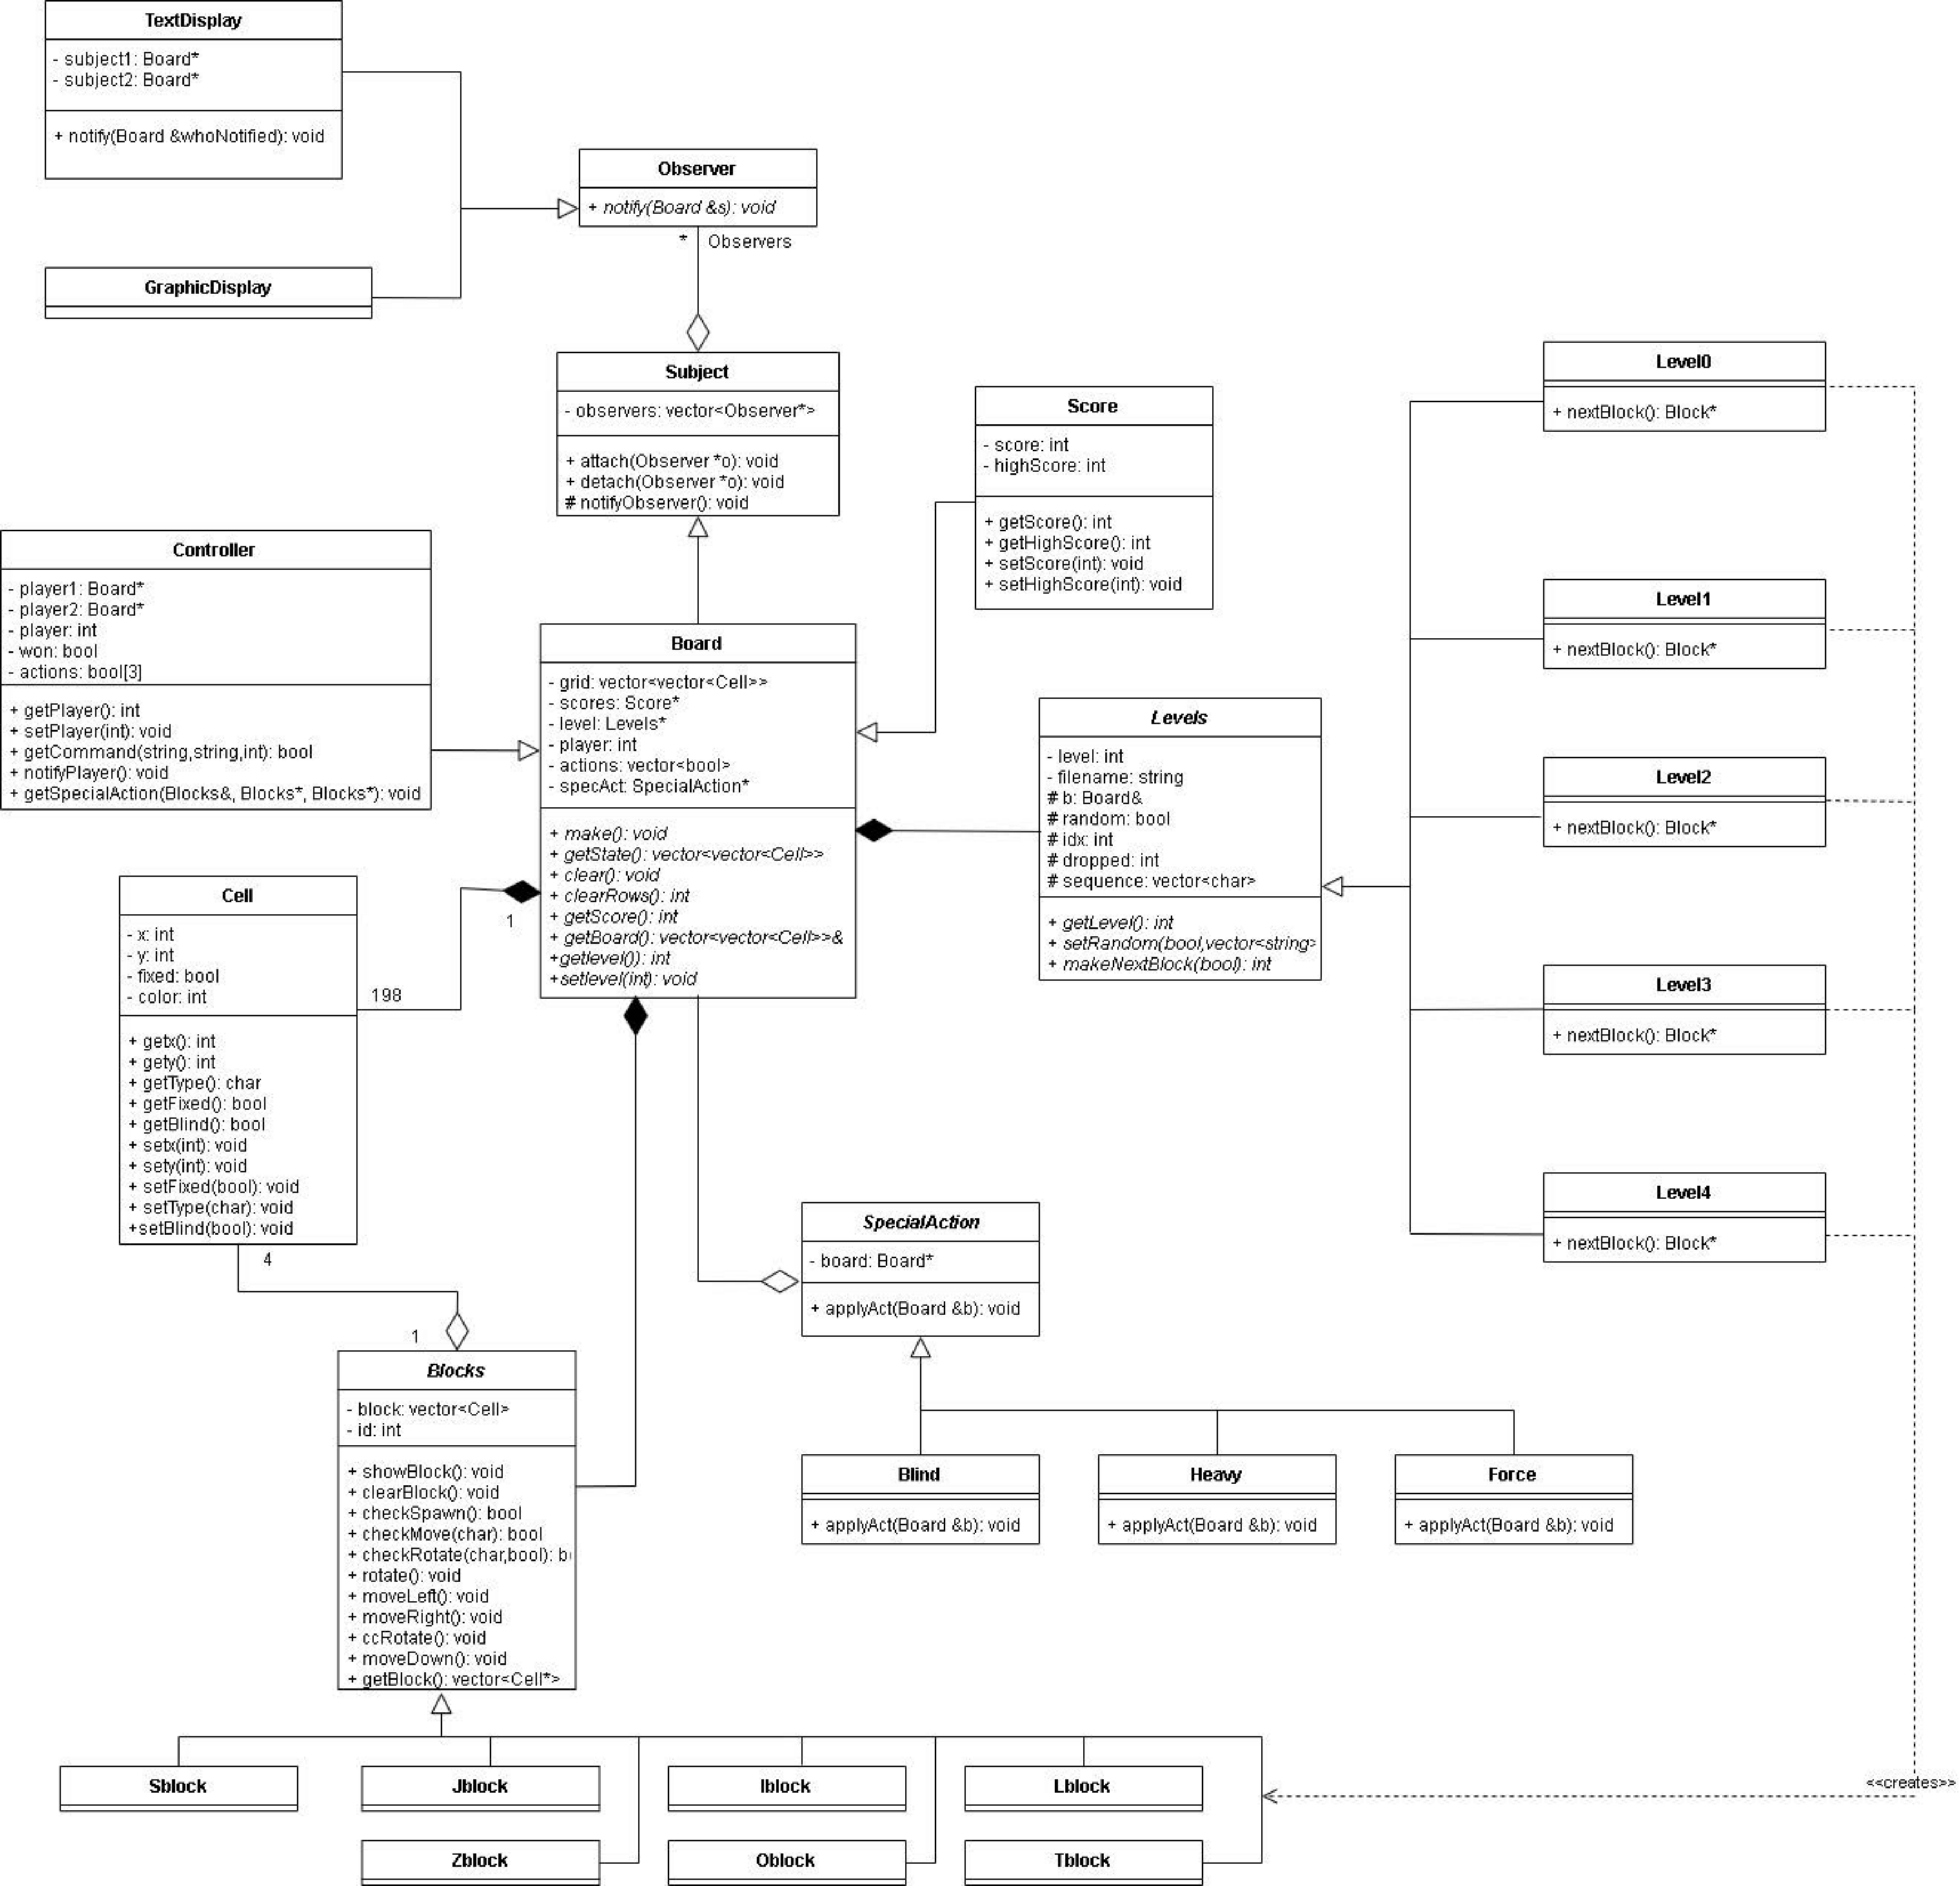 TextDisplay
- subject1: Board*
- subject2: Board*
+ notify(Board &whoNotified): void
Observer
+ notify(Board &s): void
* Observers
GraphicDisplay
Subject
- observers: vector<Observer*>
+ attach(Observer *o): void
+ detach(Observer *o): void
# notifyObserver(): void
Score
- score: int
- highScore: int
+ getScore(): int
+ getHighScore(): int
+ setScore(int): void
+ setHighScore(int): void
Level0
+ nextBlock(): Block*
Level1
+ nextBlock(): Block*
Level2
+ nextBlock(): Block*
Level3
+ nextBlock(): Block*
Level4
+ nextBlock(): Block*
Controller
- player1: Board*
- player2: Board*
- player: int
- won: bool
- actions: bool[3]
+ getPlayer(): int
+ setPlayer(int): void
+ getCommand(string,string,int): bool
+ notifyPlayer(): void
+ getSpecialAction(Blocks&, Blocks*, Blocks*): void
Board
- grid: vector<vector<Cell>>
- scores: Score*
- level: Levels*
- player: int
- actions: vector<bool>
- specAct: SpecialAction*
+ make(): void
+ getState(): vector<vector<Cell>>
+ clear(): void
+ clearRows(): int
+ getScore(): int
+ getBoard(): vector<vector<Cell>>&
+getlevel()): int
+setlevel(int): void
Levels
- level: int
- filename: string
# b: Board&
# random: bool
# idx: int
# dropped: int
# sequence: vector<char>
+ getLevel(): int
+ setRandom(bool,vector<string>
+ makeNextBlock(bool): int
Cell
- x: int
- y: int
- fixed: bool
- color: int
+ getx(): int
+ gety(): int
+ getType(): char
+ getFixed(): bool
+ getBlind(): bool
+ setx(int): void
+ sety(int): void
+ setFixed(bool): void
+ setType(char): void
+setBlind(bool): void
1
198
4
1
SpecialAction
- board: Board*
+ applyAct(Board &b): void
Blocks
- block: vector<Cell>
- id: int
+ showBlock(): void
+ clearBlock(): void
+ checkSpawn(): bool
+ checkMove(char): bool
+ checkRotate(char,bool): b
+ rotate(): void
+ moveLeft(): void
+ moveRight(): void
+ ccRotate(): void
+ moveDown(): void
+ getBlock(): vector<Cell*>
Blind
+ applyAct(Board &b): void
Heavy
+ applyAct(Board &b): void
Force
+ applyAct(Board &b): void
Sblock
Jblock
Iblock
Lblock
<<creates>>
Zblock
Oblock
Tblock